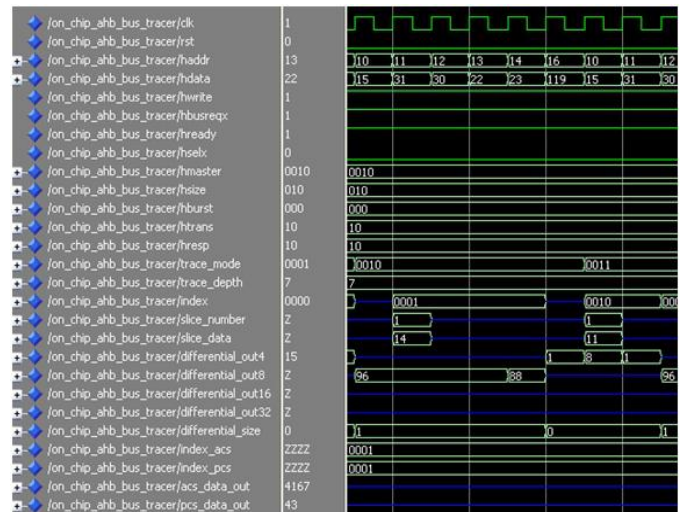 /on_chip_ahb_bus_tracer/clk 1
/on_chip_ahb_bus_tracer/rst 0
/on_chip_ahb_bus_tracer/haddr 13 10 11 12 13 14 16 10 11 12
/on_chip_ahb_bus_tracer/hdata 22 15 31 30 22 23 119 15 31 30
/on_chip_ahb_bus_tracer/hwrite 1
/on_chip_ahb_bus_tracer/hbusreqx 1
/on_chip_ahb_bus_tracer/hready 1
/on_chip_ahb_bus_tracer/hselx 0
/on_chip_ahb_bus_tracer/hmaster 0010 0010
/on_chip_ahb_bus_tracer/hsize 010 010
/on_chip_ahb_bus_tracer/hburst 000 000
/on_chip_ahb_bus_tracer/htrans 10 10
/on_chip_ahb_bus_tracer/hresp 10 10
/on_chip_ahb_bus_tracer/trace_mode 0001 0010 0011
/on_chip_ahb_bus_tracer/trace_depth 7 7
/on_chip_ahb_bus_tracer/index 0000 0001 0010 000
/on_chip_ahb_bus_tracer/slice_number Z 1 1
/on_chip_ahb_bus_tracer/slice_data Z 14 11
/on_chip_ahb_bus_tracer/differential_out4 15 1 8 1
/on_chip_ahb_bus_tracer/differential_out8 Z 96 88 96
/on_chip_ahb_bus_tracer/differential_out16 Z
/on_chip_ahb_bus_tracer/differential_out32 Z
/on_chip_ahb_bus_tracer/differential_size 0 1 0 1
/on_chip_ahb_bus_tracer/index_acs ZZZZ 0001
/on_chip_ahb_bus_tracer/index_pcs ZZZZ 0001
/on_chip_ahb_bus_tracer/acs_data_out 4167
/on_chip_ahb_bus_tracer/pcs_data_out 43